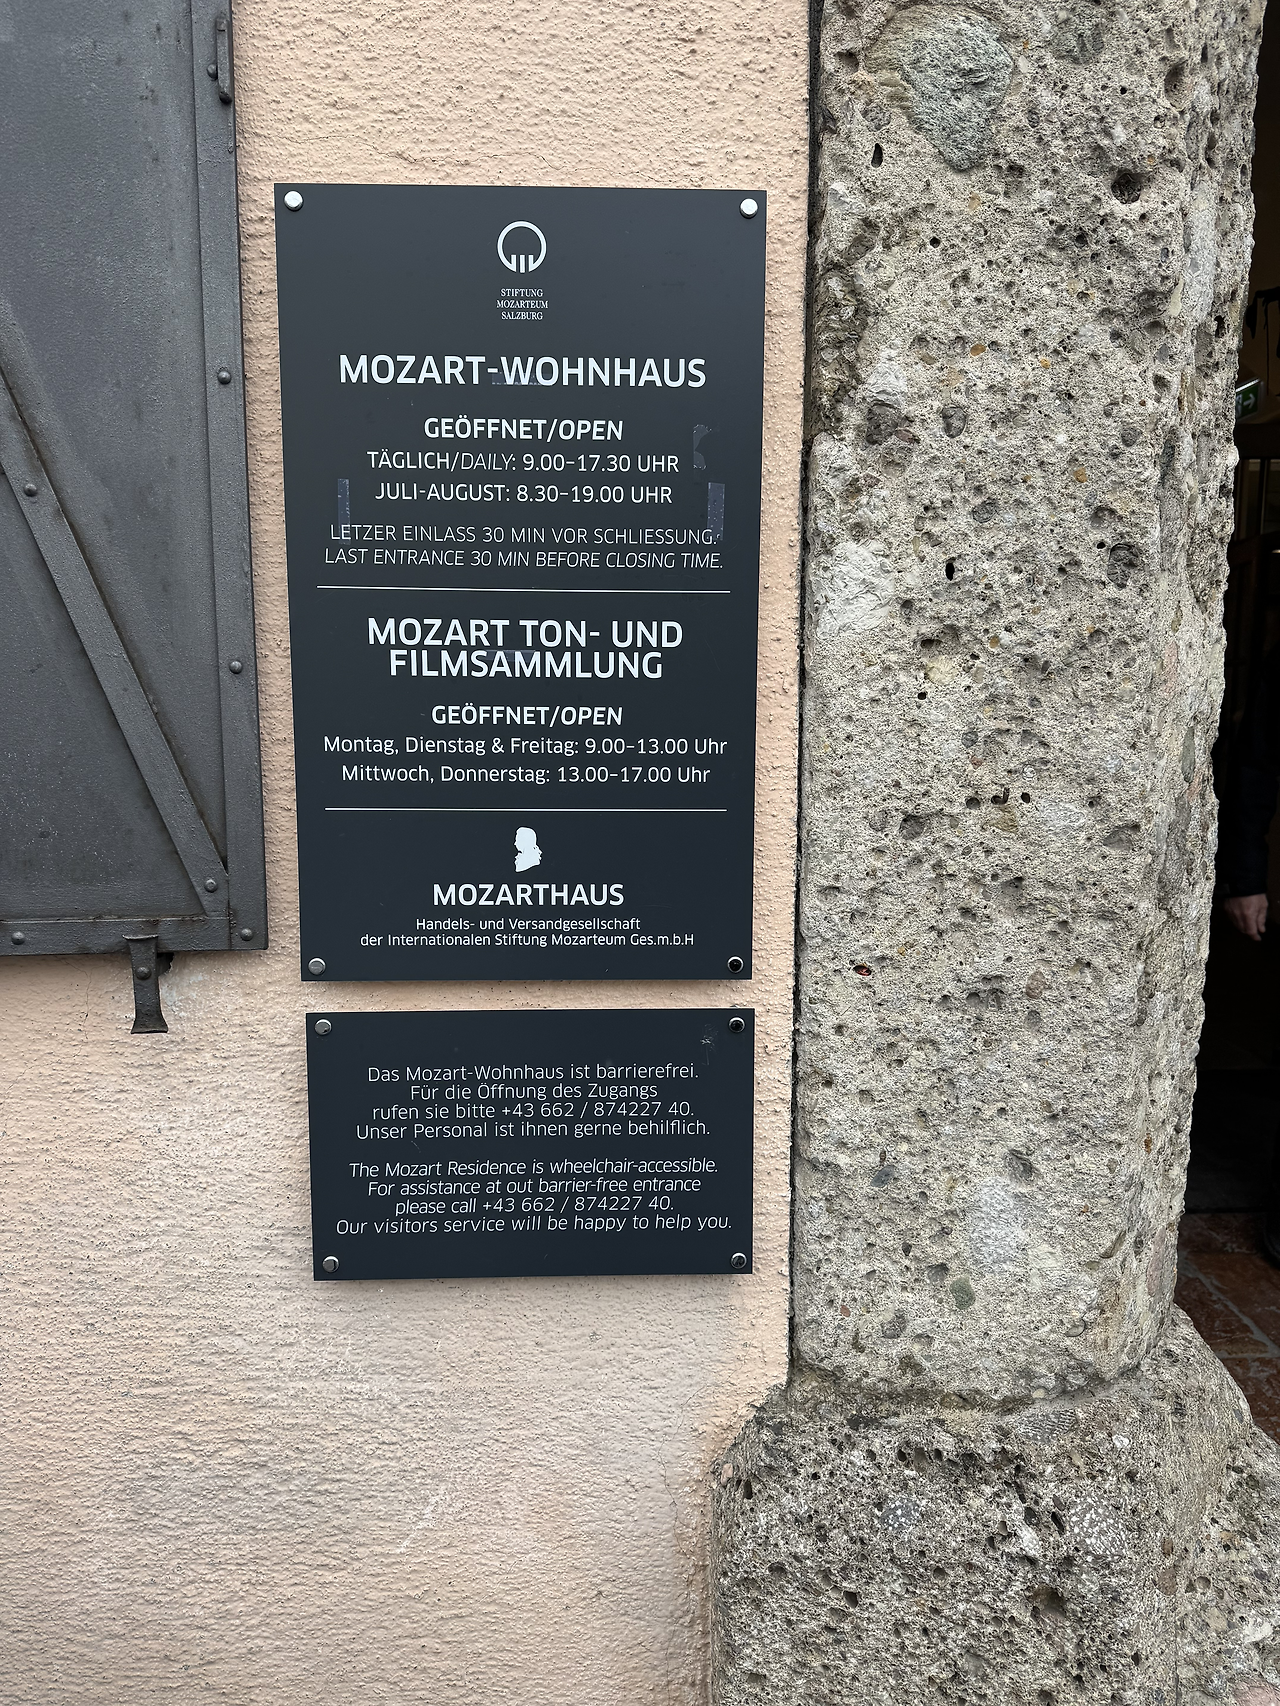 STIFTUNG
MOZARTEUM
SALZBURG
MOZART-WOHNHAUS
GEÖFFNET/OPEN
TÄGLICH/DAILY: 9.00–17.30 UHR
JULI-AUGUST: 8.30–19.00 UHR
LETZER EINLASS 30 MIN VOR SCHLIESSUNG.
LAST ENTRANCE 30 MIN BEFORE CLOSING TIME.
MOZART TON- UND
FILMSAMMLUNG
GEÖFFNET/OPEN
Montag, Dienstag & Freitag: 9.00–13.00 Uhr
Mittwoch, Donnerstag: 13.00–17.00 Uhr
MOZARTHAUS
Handels- und Versandgesellschaft
der Internationalen Stiftung Mozarteum Ges.m.b.H
Das Mozart-Wohnhaus ist barrierefrei.
Für die Öffnung des Zugangs
rufen sie bitte +43 662 / 874227 40.
Unser Personal ist ihnen gerne behilflich.
The Mozart Residence is wheelchair-accessible.
For assistance at out barrier-free entrance
please call +43 662 / 874227 40.
Our visitors service will be happy to help you.